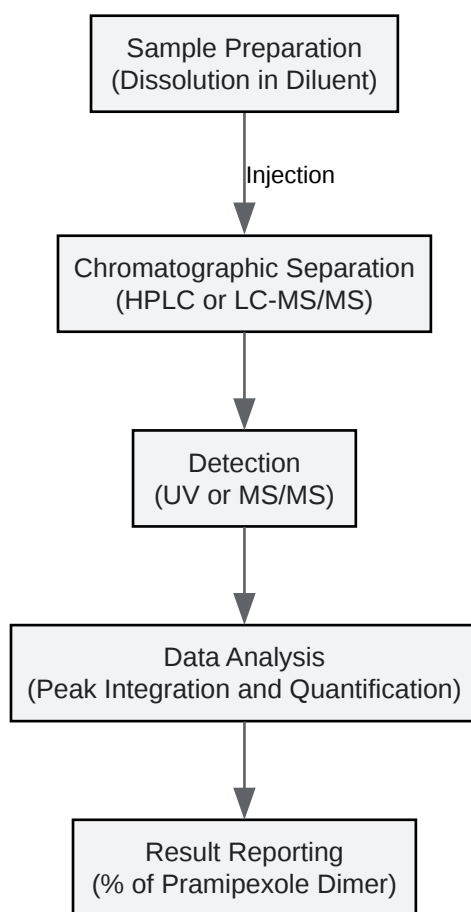 Sample Preparation
(Dissolution in Diluent)
Injection
Chromatographic Separation
(HPLC or LC-MS/MS)
Detection
(UV or MS/MS)
Data Analysis
(Peak Integration and Quantification)
Result Reporting
(% of Pramipexole Dimer)